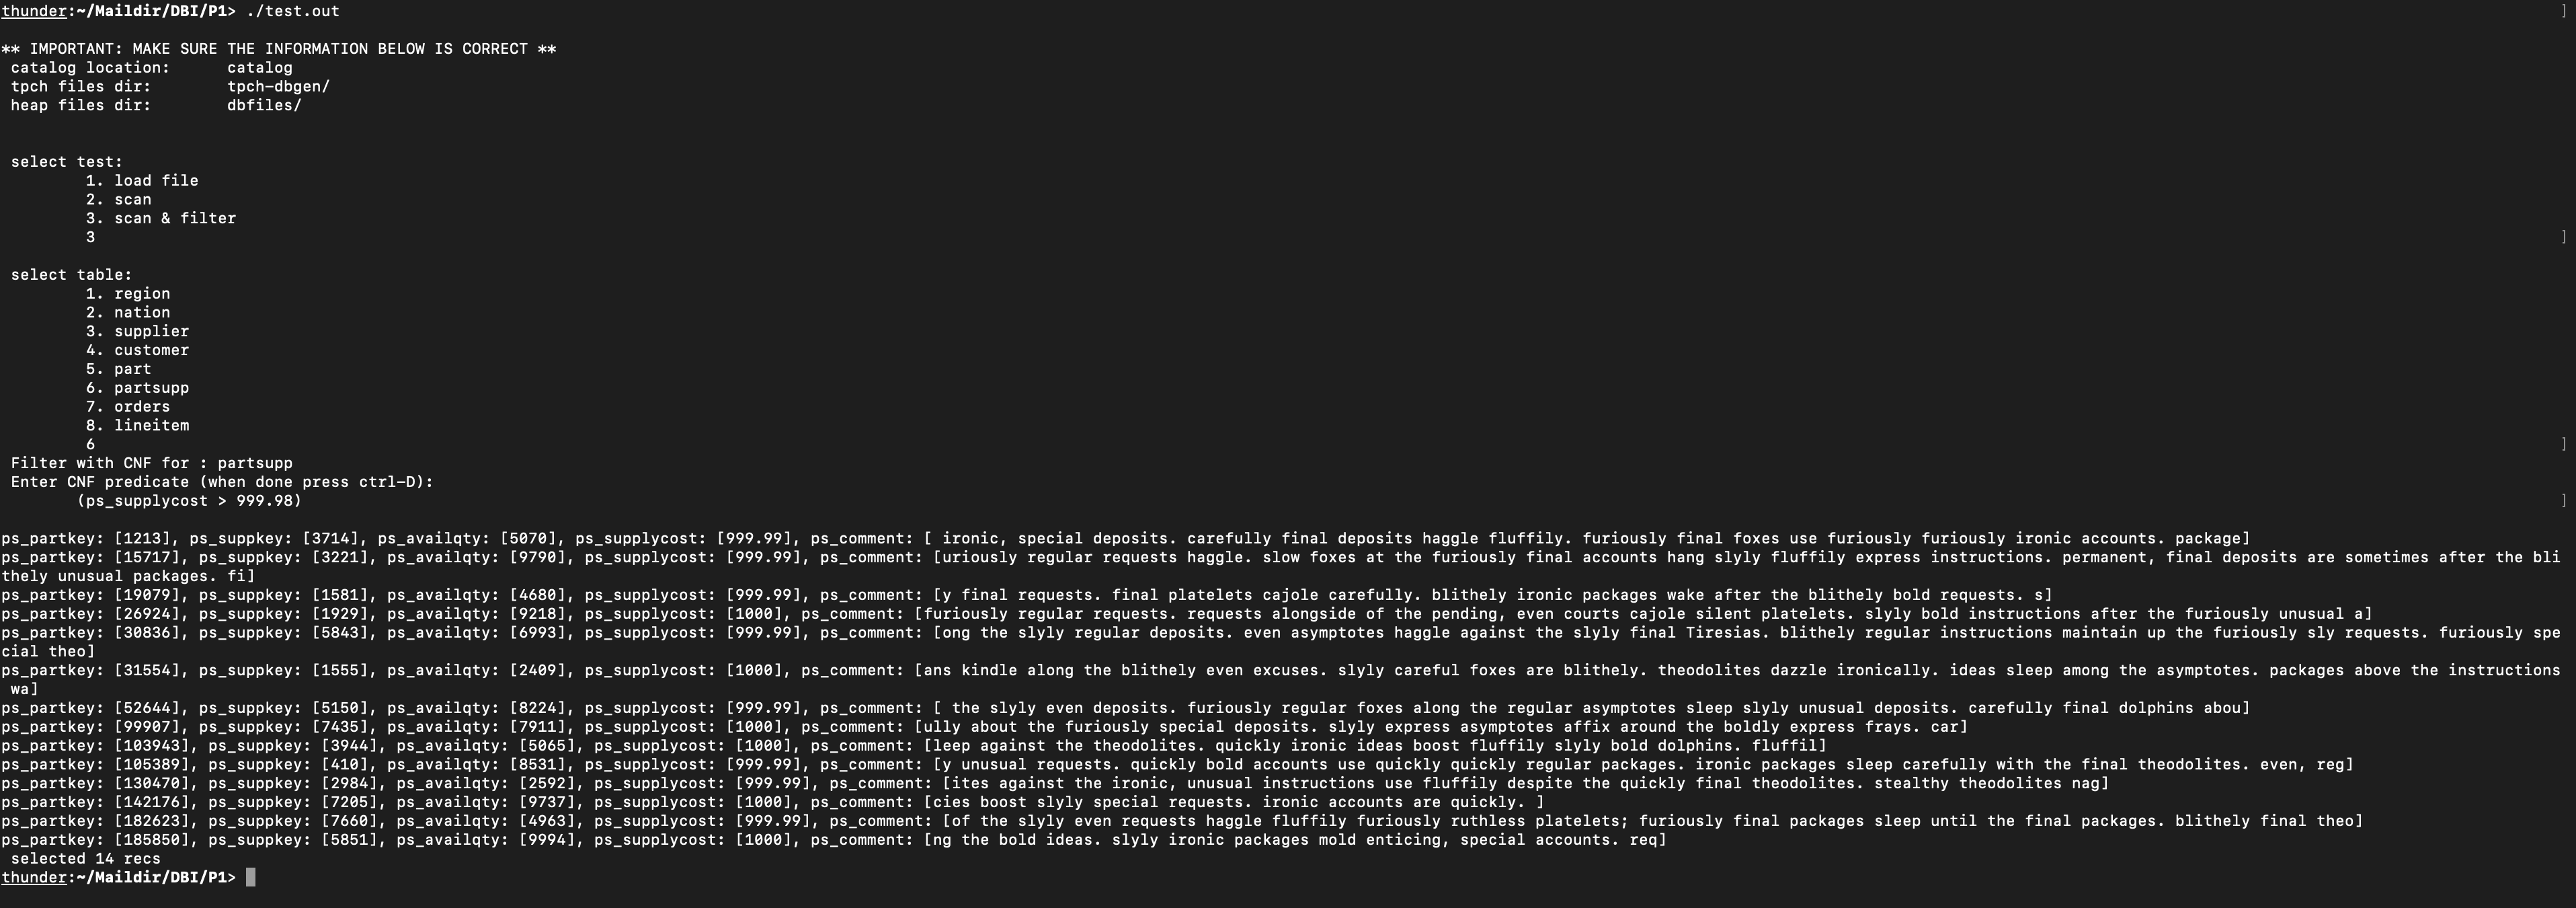 thunder:~/Maildir/DBI/P1> ./test.out ]
** IMPORTANT: MAKE SURE THE INFORMATION BELOW IS CORRECT **
catalog location: catalog
tpch files dir: tpch-dbgen/
heap files dir: dbfiles/
select test:
1. load file
2. scan
3. scan & filter
3 ]
select table:
1. region
2. nation
3. supplier
4. customer
5. part
6. partsupp
7. orders
8. lineitem
6 ]
Filter with CNF for : partsupp
Enter CNF predicate (when done press ctrl-D):
(ps_supplycost > 999.98) ]
ps_partkey: [1213], ps_suppkey: [3714], ps_availqty: [5070], ps_supplycost: [999.99], ps_comment: [ ironic, special deposits. carefully final deposits haggle fluffily. furiously final foxes use furiously furiously ironic accounts. package]
ps_partkey: [15717], ps_suppkey: [3221], ps_availqty: [9790], ps_supplycost: [999.99], ps_comment: [uriously regular requests haggle. slow foxes at the furiously final accounts hang slyly fluffily express instructions. permanent, final deposits are sometimes after the bli
thely unusual packages. fi]
ps_partkey: [19079], ps_suppkey: [1581], ps_availqty: [4680], ps_supplycost: [999.99], ps_comment: [y final requests. final platelets cajole carefully. blithely ironic packages wake after the blithely bold requests. s]
ps_partkey: [26924], ps_suppkey: [1929], ps_availqty: [9218], ps_supplycost: [1000], ps_comment: [furiously regular requests. requests alongside of the pending, even courts cajole silent platelets. slyly bold instructions after the furiously unusual a]
ps_partkey: [30836], ps_suppkey: [5843], ps_availqty: [6993], ps_supplycost: [999.99], ps_comment: [ong the slyly regular deposits. even asymptotes haggle against the slyly final Tiresias. blithely regular instructions maintain up the furiously sly requests. furiously spe
cial theo]
ps_partkey: [31554], ps_suppkey: [1555], ps_availqty: [2409], ps_supplycost: [1000], ps_comment: [ans kindle along the blithely even excuses. slyly careful foxes are blithely. theodolites dazzle ironically. ideas sleep among the asymptotes. packages above the instructions
wa]
ps_partkey: [52644], ps_suppkey: [5150], ps_availqty: [8224], ps_supplycost: [999.99], ps_comment: [ the slyly even deposits. furiously regular foxes along the regular asymptotes sleep slyly unusual deposits. carefully final dolphins abou]
ps_partkey: [99907], ps_suppkey: [7435], ps_availqty: [7911], ps_supplycost: [1000], ps_comment: [ully about the furiously special deposits. slyly express asymptotes affix around the boldly express frays. car]
ps_partkey: [103943], ps_suppkey: [3944], ps_availqty: [5065], ps_supplycost: [1000], ps_comment: [leep against the theodolites. quickly ironic ideas boost fluffily slyly bold dolphins. fluffil]
ps_partkey: [105389], ps_suppkey: [410], ps_availqty: [8531], ps_supplycost: [999.99], ps_comment: [y unusual requests. quickly bold accounts use quickly quickly regular packages. ironic packages sleep carefully with the final theodolites. even, reg]
ps_partkey: [130470], ps_suppkey: [2984], ps_availqty: [2592], ps_supplycost: [999.99], ps_comment: [ites against the ironic, unusual instructions use fluffily despite the quickly final theodolites. stealthy theodolites nag]
ps_partkey: [142176], ps_suppkey: [7205], ps_availqty: [9737], ps_supplycost: [1000], ps_comment: [cies boost slyly special requests. ironic accounts are quickly. ]
ps_partkey: [182623], ps_suppkey: [7660], ps_availqty: [4963], ps_supplycost: [999.99], ps_comment: [of the slyly even requests haggle fluffily furiously ruthless platelets; furiously final packages sleep until the final packages. blithely final theo]
ps_partkey: [185850], ps_suppkey: [5851], ps_availqty: [9994], ps_supplycost: [1000], ps_comment: [ng the bold ideas. slyly ironic packages mold enticing, special accounts. req]
selected 14 recs
thunder:~/Maildir/DBI/P1>